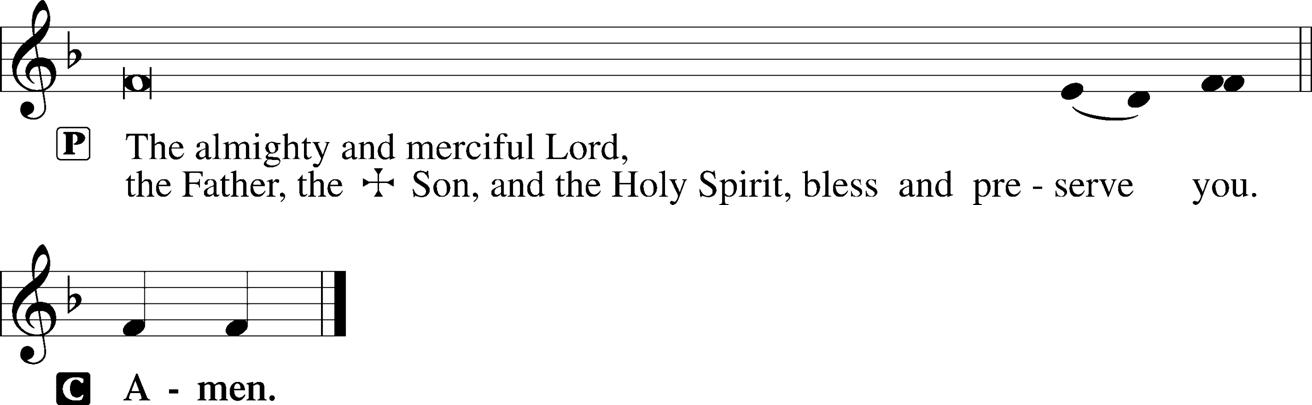 P The almighty and merciful Lord,
the Father, the ☩ Son, and the Holy Spirit, bless and pre - serve you.
C A - men.